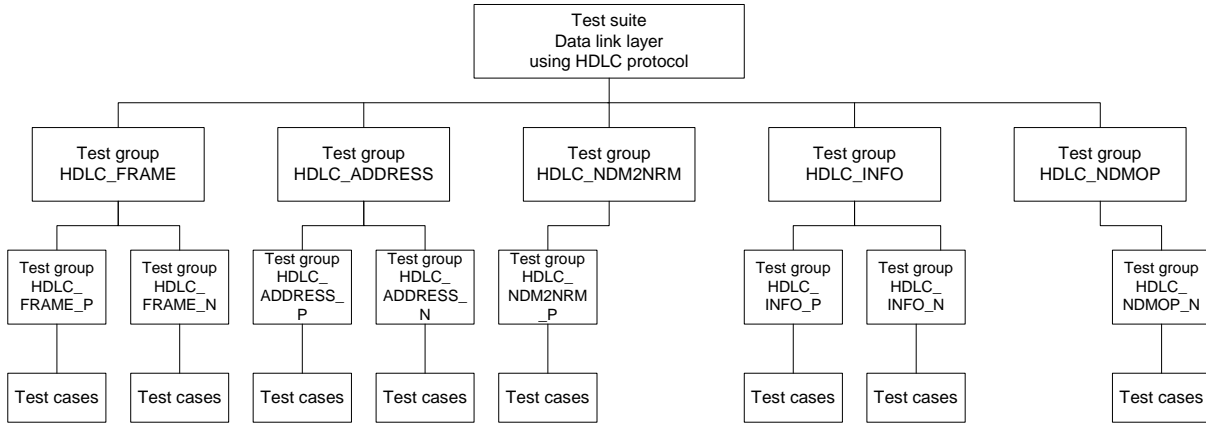 Test suite
Data link layer
using HDLC protocol
Test group
HDLC_FRAME
Test group
HDLC_ADDRESS
Test group
HDLC_NDM2NRM
Test group
HDLC_INFO
Test group
HDLC_NDMOP
Test group
HDLC_
FRAME_P
Test group
HDLC_
FRAME_N
Test group
HDLC_
ADDRESS_
P
Test group
HDLC_
ADDRESS_
N
Test group
HDLC_
NDM2NRM
_P
Test group
HDLC_
INFO_P
Test group
HDLC_
INFO_N
Test group
HDLC_
NDMOP_N
Test cases
Test cases
Test cases
Test cases
Test cases
Test cases
Test cases
Test cases